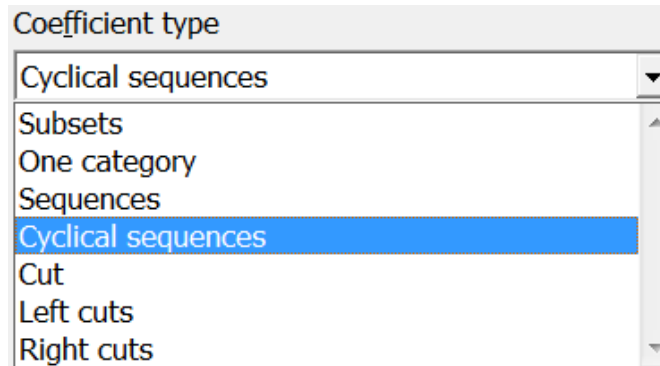 Coefficient type
Cyclical sequences
Subsets
One category
Sequences
Cyclical sequences
Cut
Left cuts
Right cuts